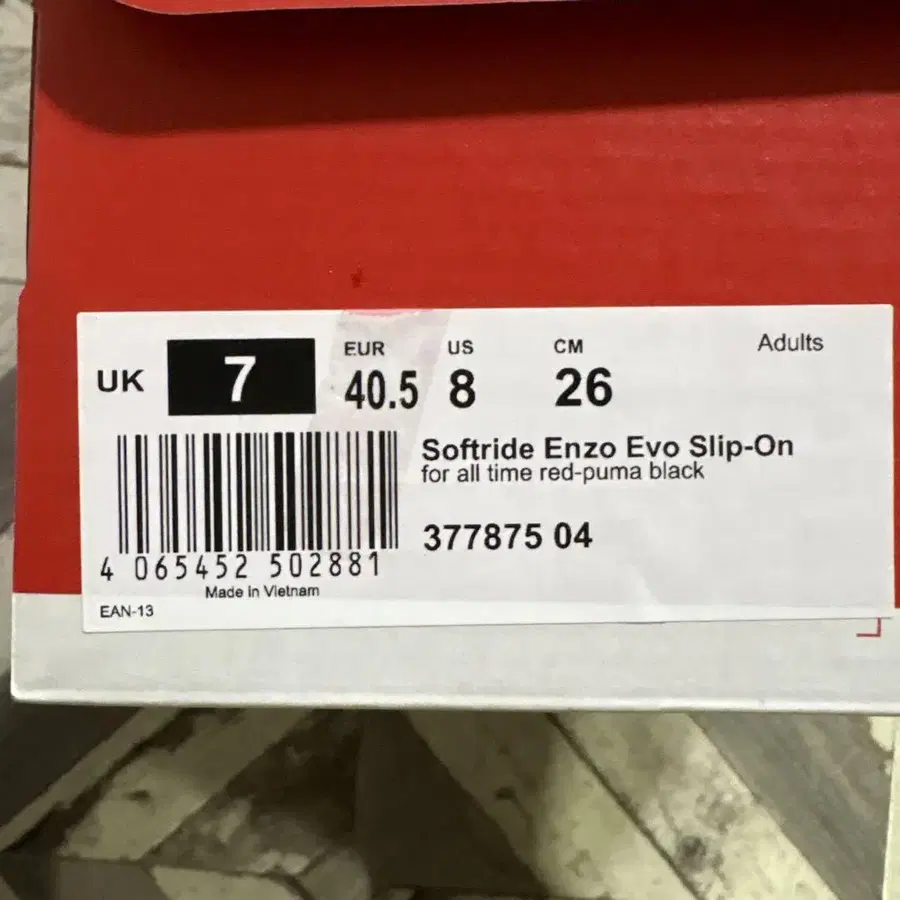 UK 7 EUR 40.5 US 8 CM 26 Adults
Softride Enzo Evo Slip-On
for all time red-puma black
377875 04
4 065452 502881
Made in Vietnam
EAN-13